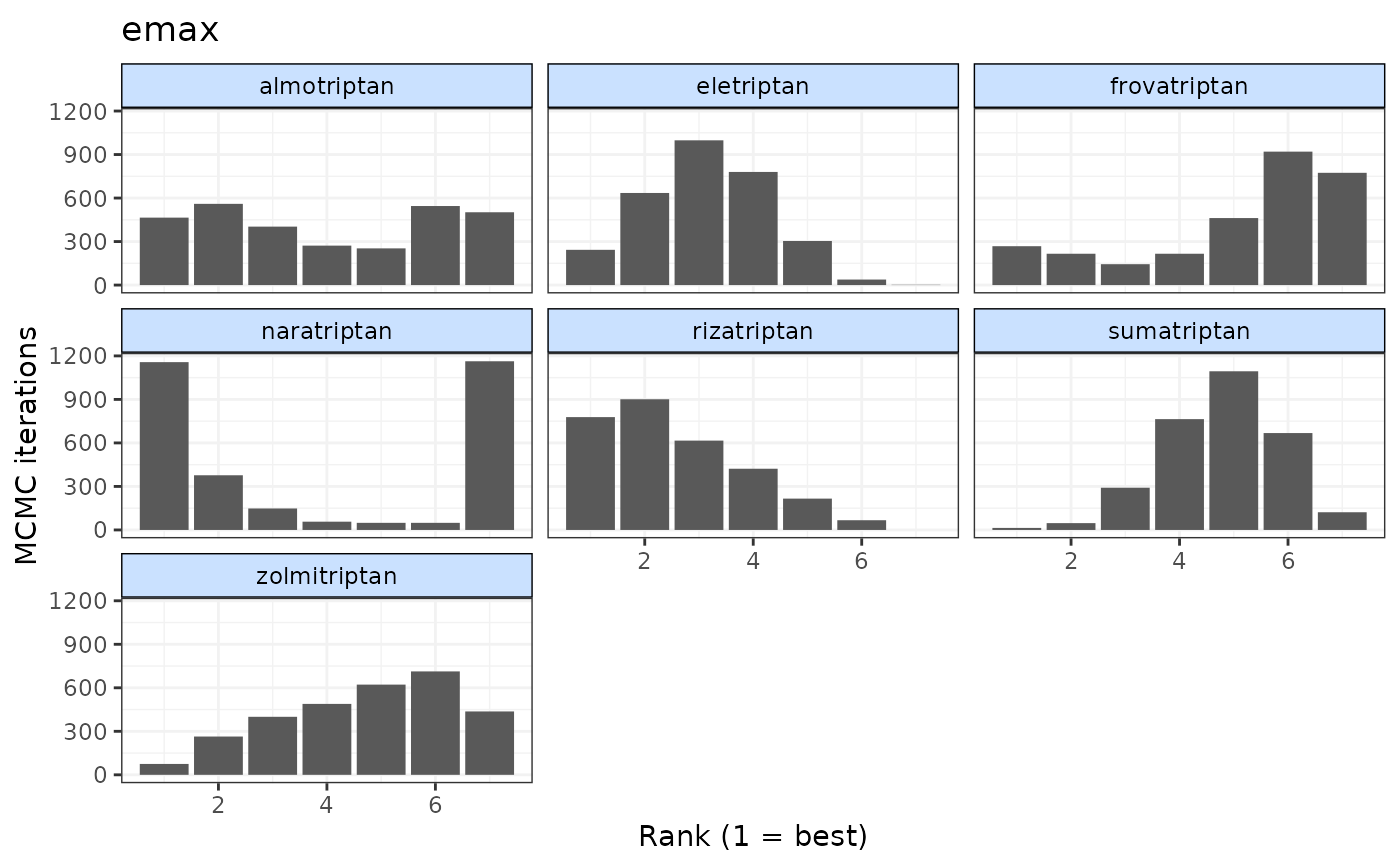 emax
almotriptan eletriptan frovatriptan
1200
900
600
300
0
naratriptan rizatriptan sumatriptan
1200
900
600
300
0
2 4 6 2 4 6
zolmitriptan
1200
900
600
300
0
2 4 6
MCMC iterations
Rank (1 = best)